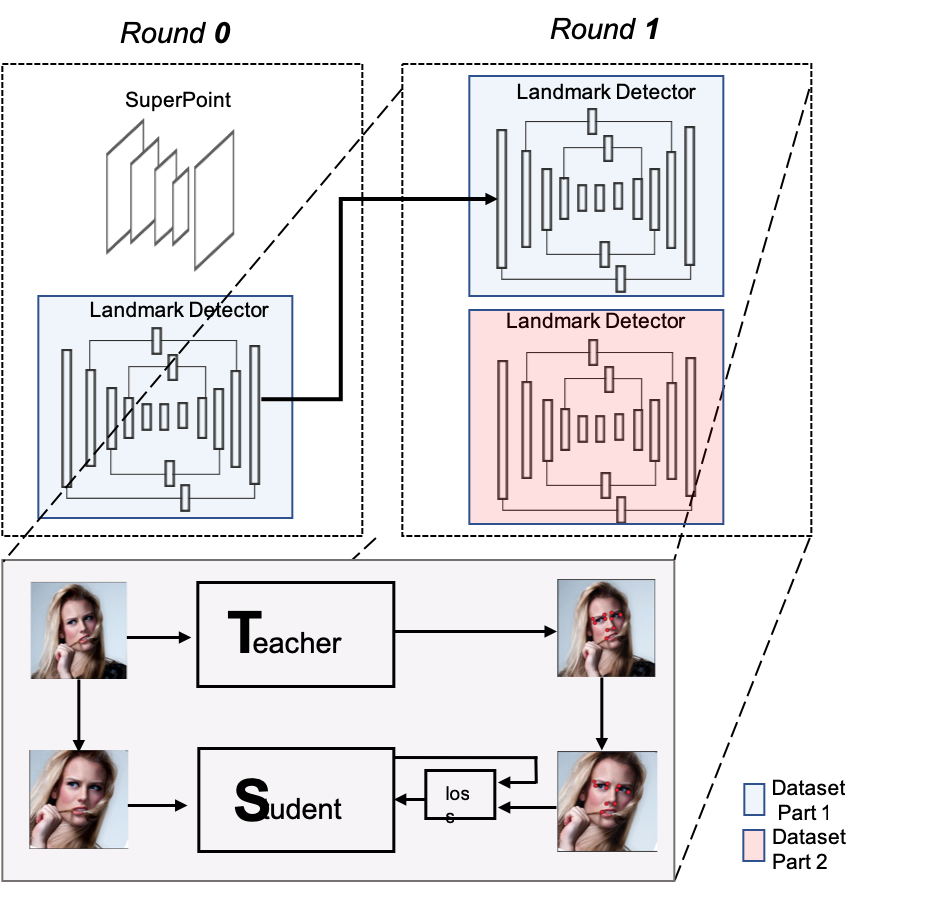 Round 0
Round 1
SuperPoint
Landmark Detector
Landmark Detector
Landmark Detector
Teacher
Sudent
los
s
Dataset
Part 1
Dataset
Part 2